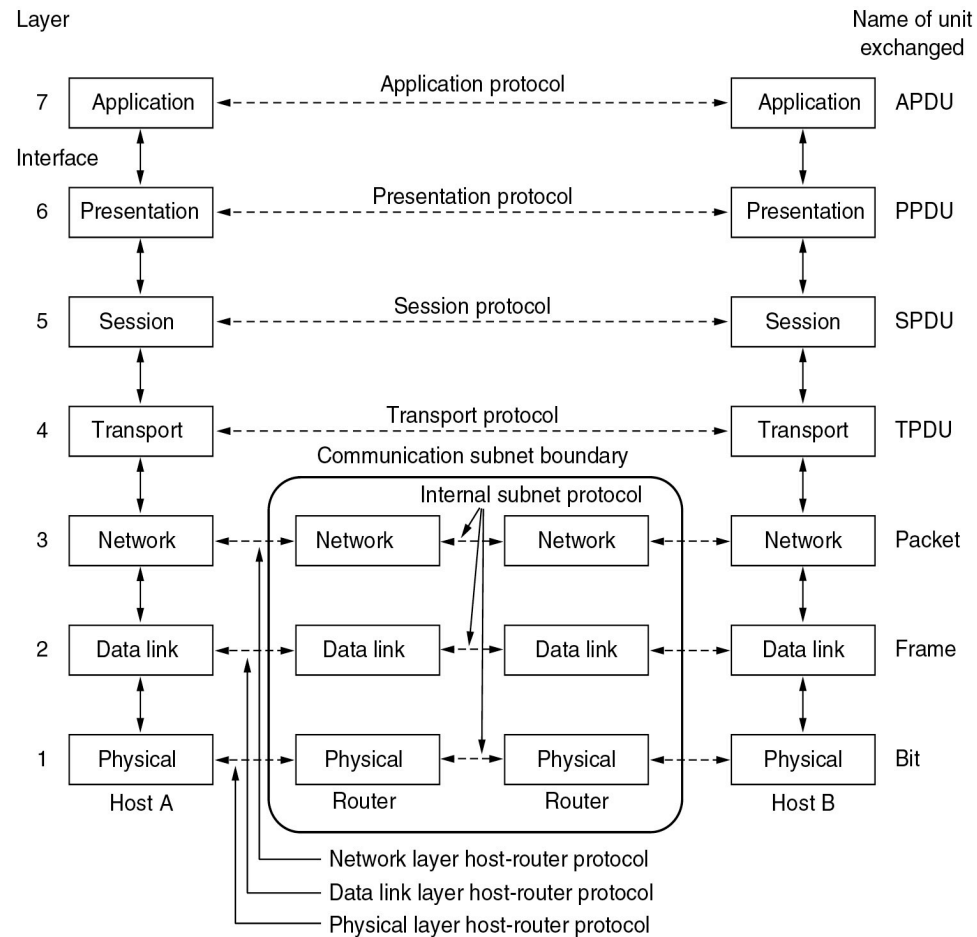 Layer
Name of unit
exchanged
Application protocol
7 Application Application APDU
Interface
Presentation protocol
6 Presentation Presentation PPDU
Session protocol
5 Session Session SPDU
Transport protocol
4 Transport Transport TPDU
Communication subnet boundary
Internal subnet protocol
3 Network Network Network Network Packet
2 Data link Data link Data link Data link Frame
1 Physical Physical Physical Physical Bit
Host A Router Router Host B
Network layer host-router protocol
Data link layer host-router protocol
Physical layer host-router protocol